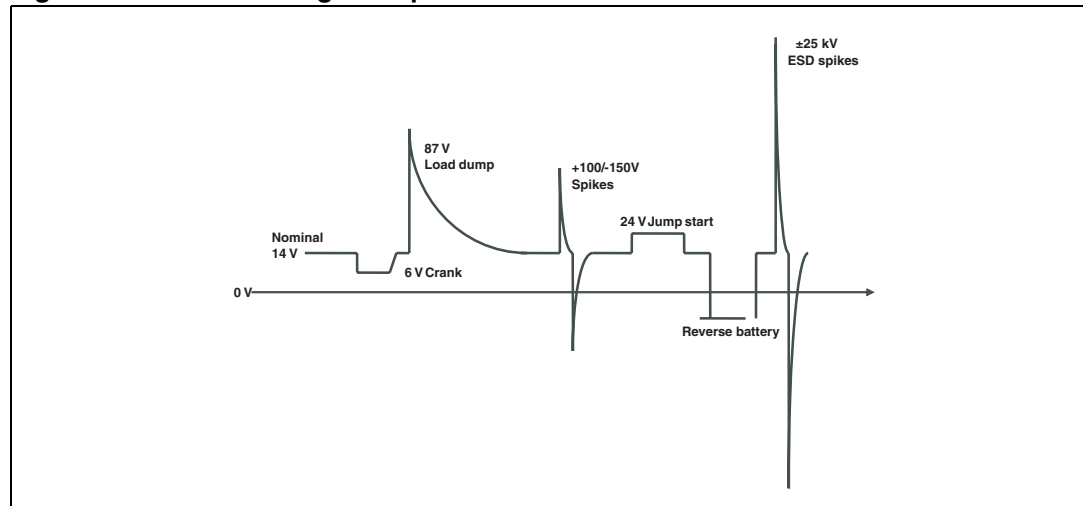 ±25 kV
ESD spikes
87 V
Load dump
+100/-150V
Spikes
24 V Jump start
Nominal
14 V
6 V Crank
0 V
Reverse battery